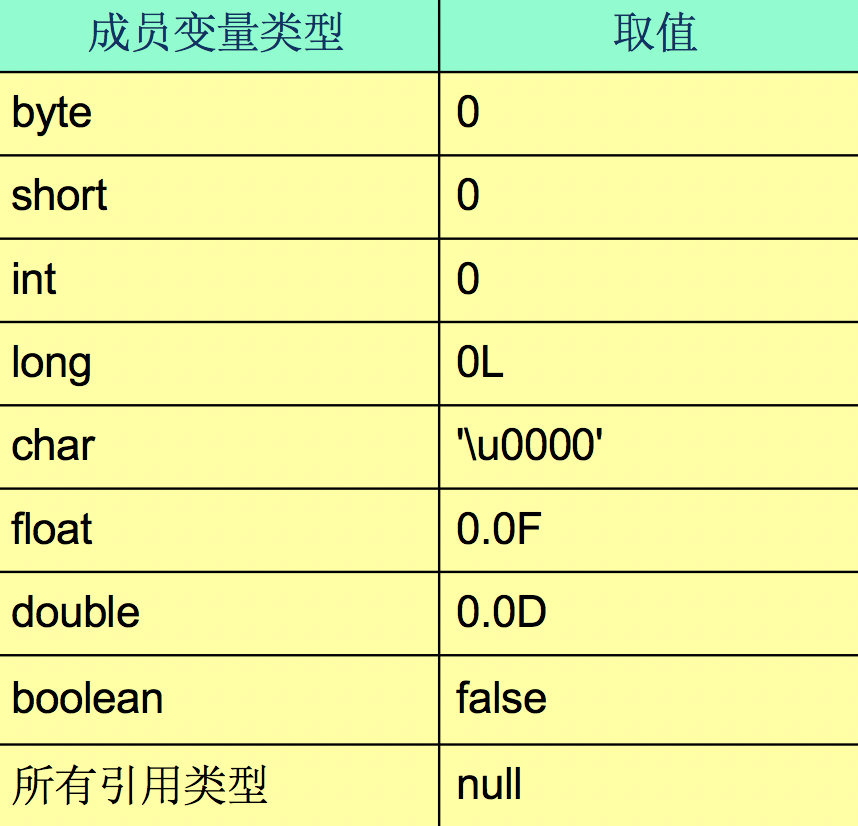 成员变量类型 取值
byte 0
short 0
int 0
long 0L
char '\u0000'
float 0.0F
double 0.0D
boolean false
所有引用类型 null